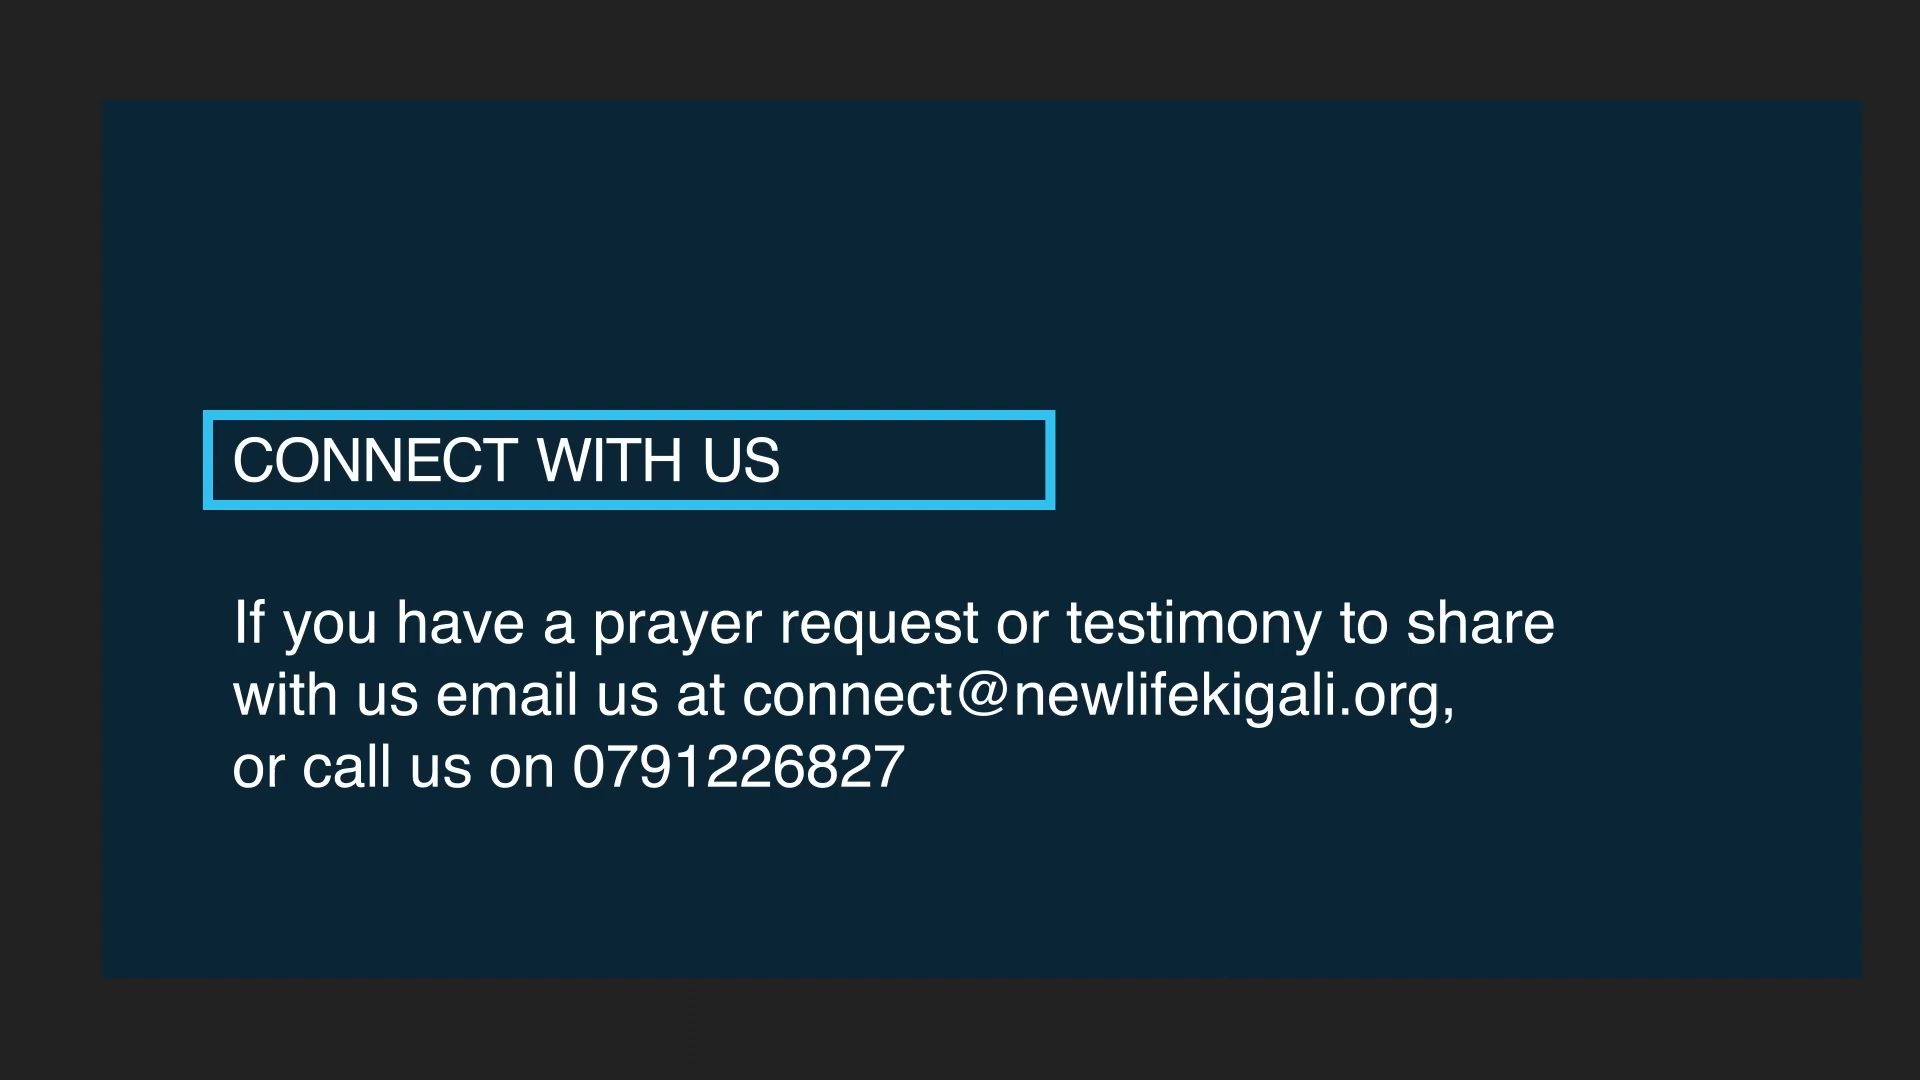 CONNECT WITH US
If you have a prayer request or testimony to share
with us email us at connect@newlifekigali.org,
or call us on 0791226827